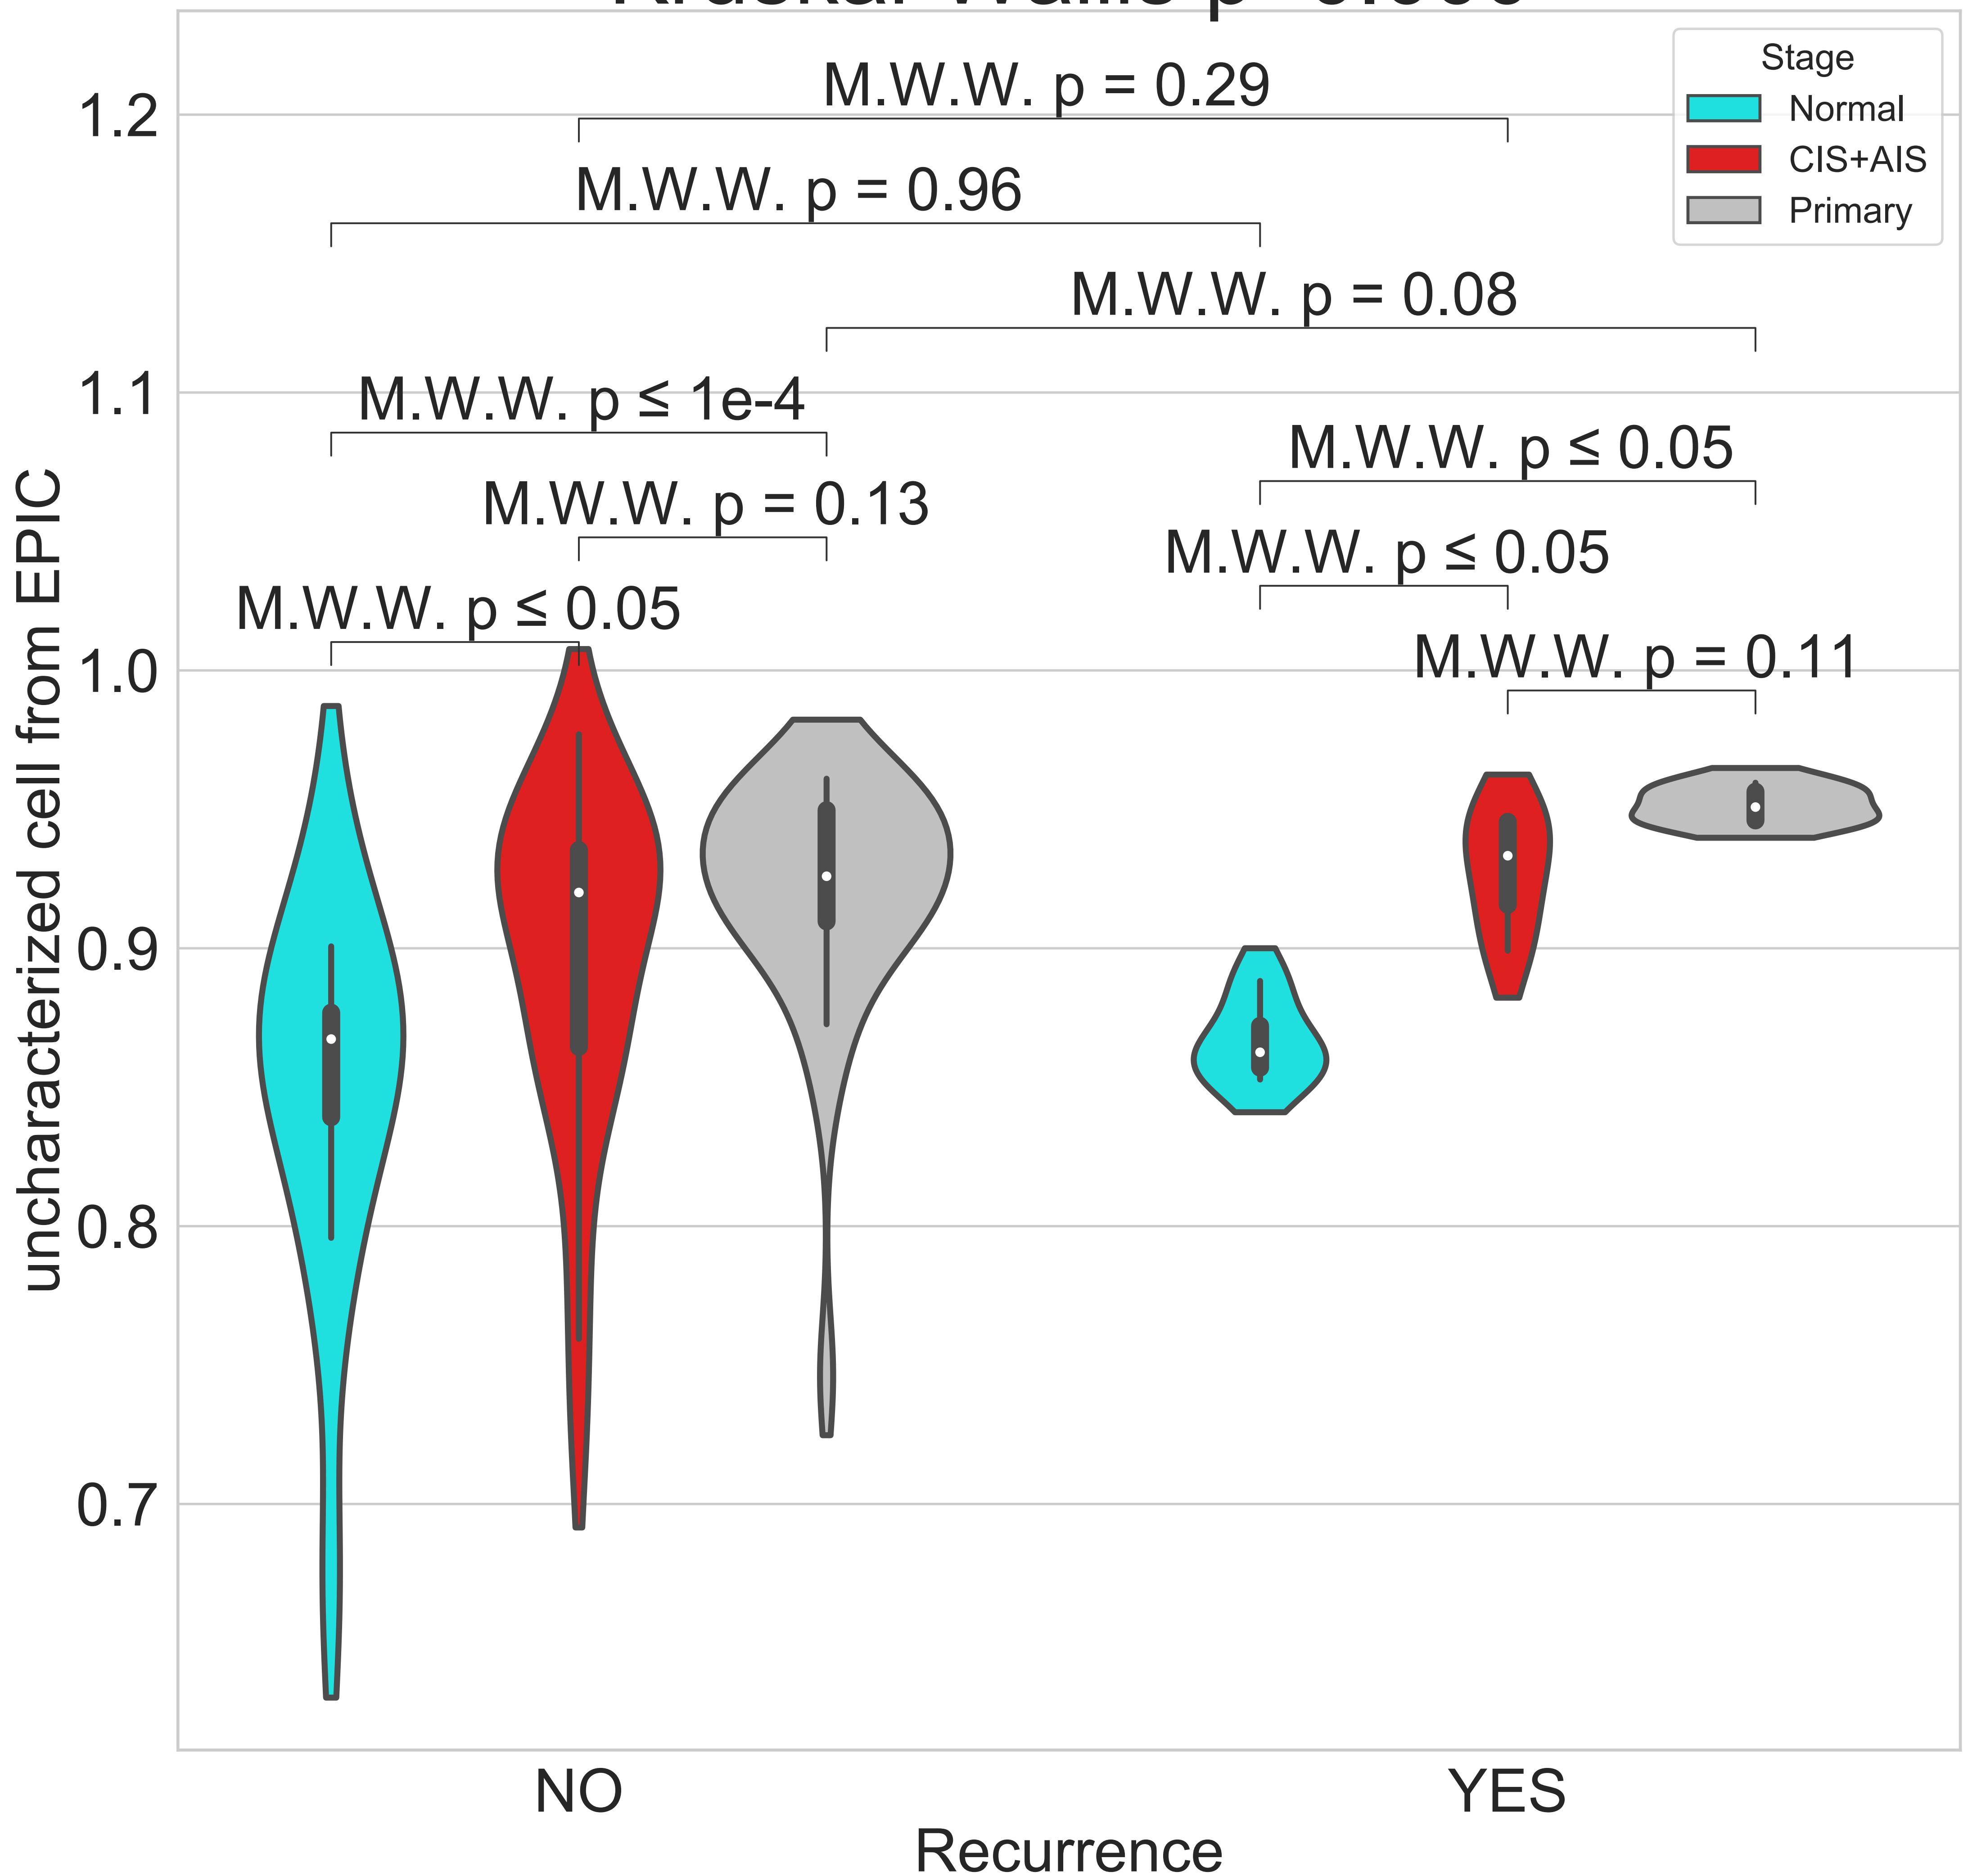 Stage
Normal
CIS+AIS
Primary
M.W.W. p = 0.29
M.W.W. p = 0.96
M.W.W. p = 0.08
M.W.W. p ≤ 1e-4
M.W.W. p ≤ 0.05
M.W.W. p = 0.13
M.W.W. p ≤ 0.05
M.W.W. p ≤ 0.05
M.W.W. p = 0.11
1.2
1.1
1.0
0.9
0.8
0.7
uncharacterized cell from EPIC
NO
YES
Recurrence